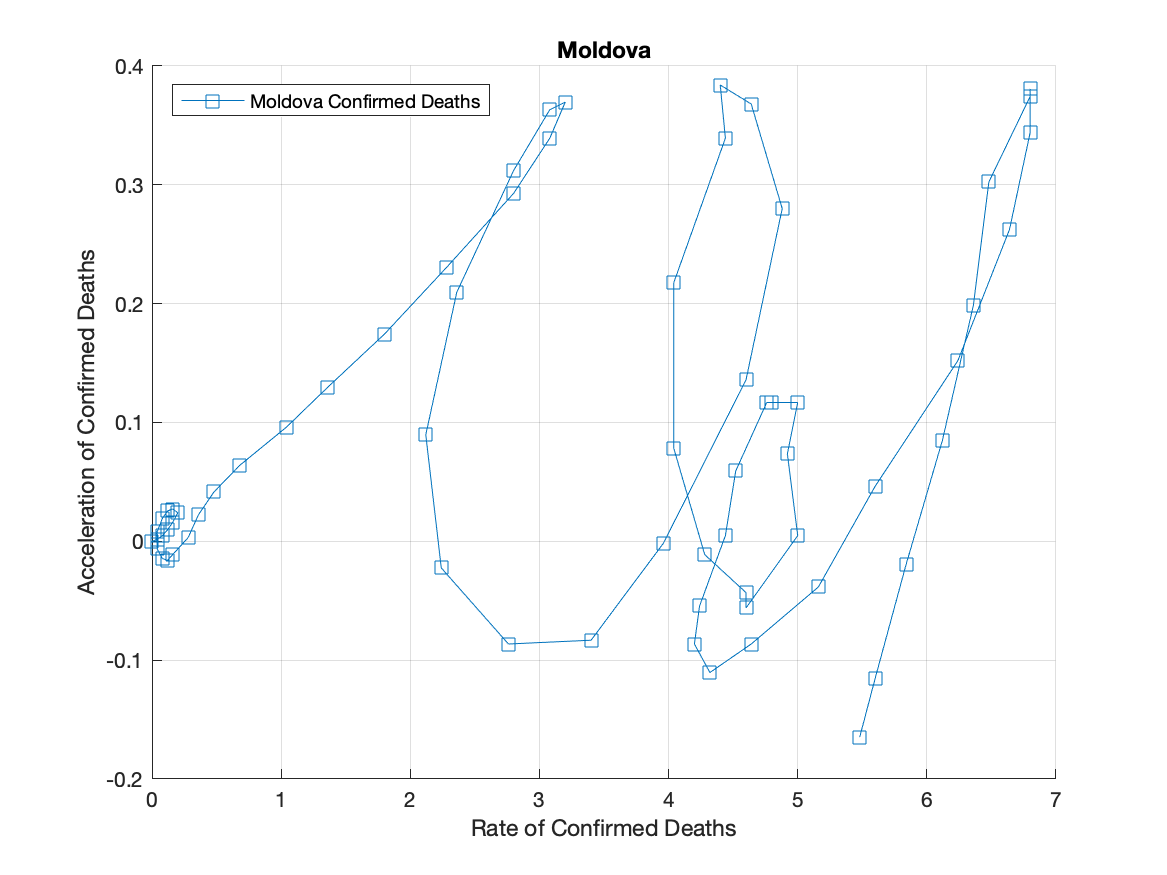 Moldova
Moldova Confirmed Deaths
Acceleration of Confirmed Deaths
0.4
0.3
0.2
0.1
0
-0.1
-0.2
0 1 2 3 4 5 6 7
Rate of Confirmed Deaths